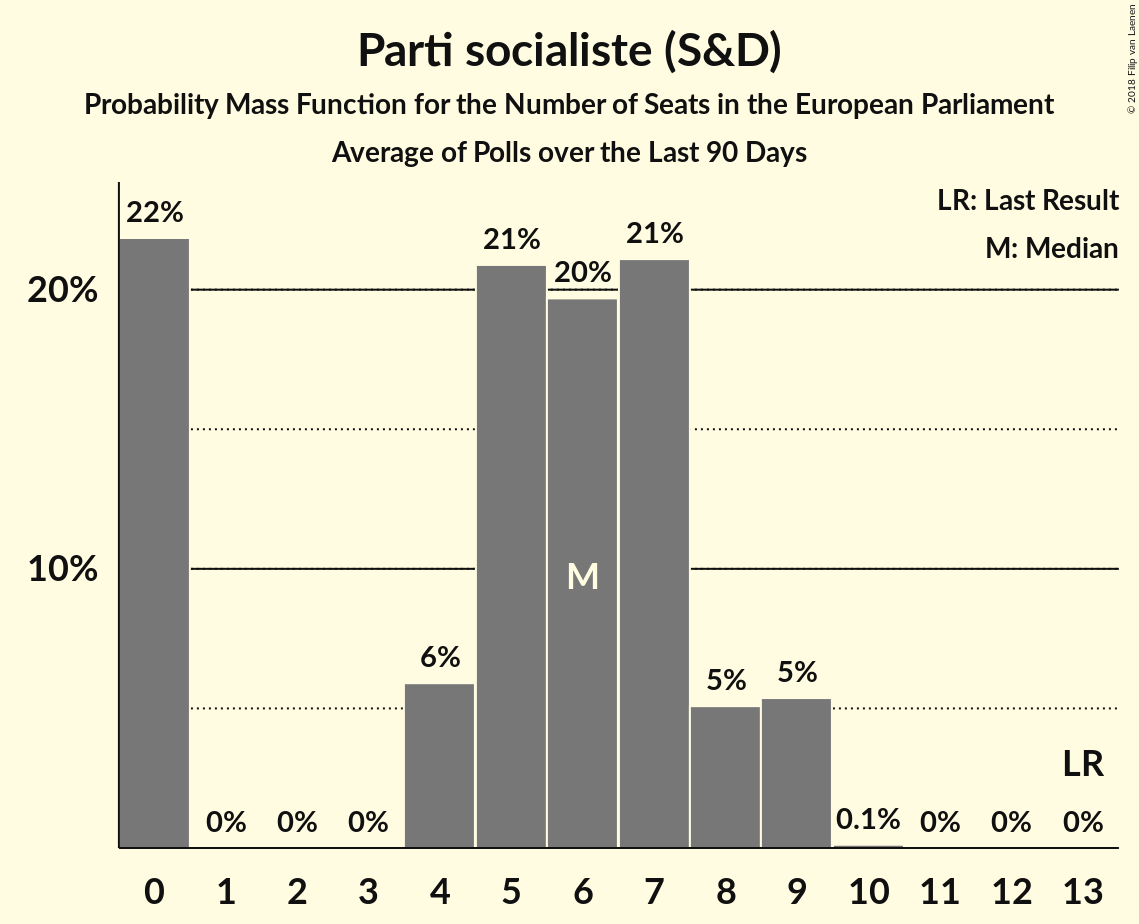 Parti socialiste (S&D)
Probability Mass Function for the Number of Seats in the European Parliament
Average of Polls over the Last 90 Days
© 2018 Filip van Laenen
LR: Last Result
M: Median
22%
21%
20%
21%
20%
10%
M
6%
5%
5%
LR
0%
0%
0%
0.1%
0%
0%
0%
0 1 2 3 4 5 6 7 8 9 10 11 12 13